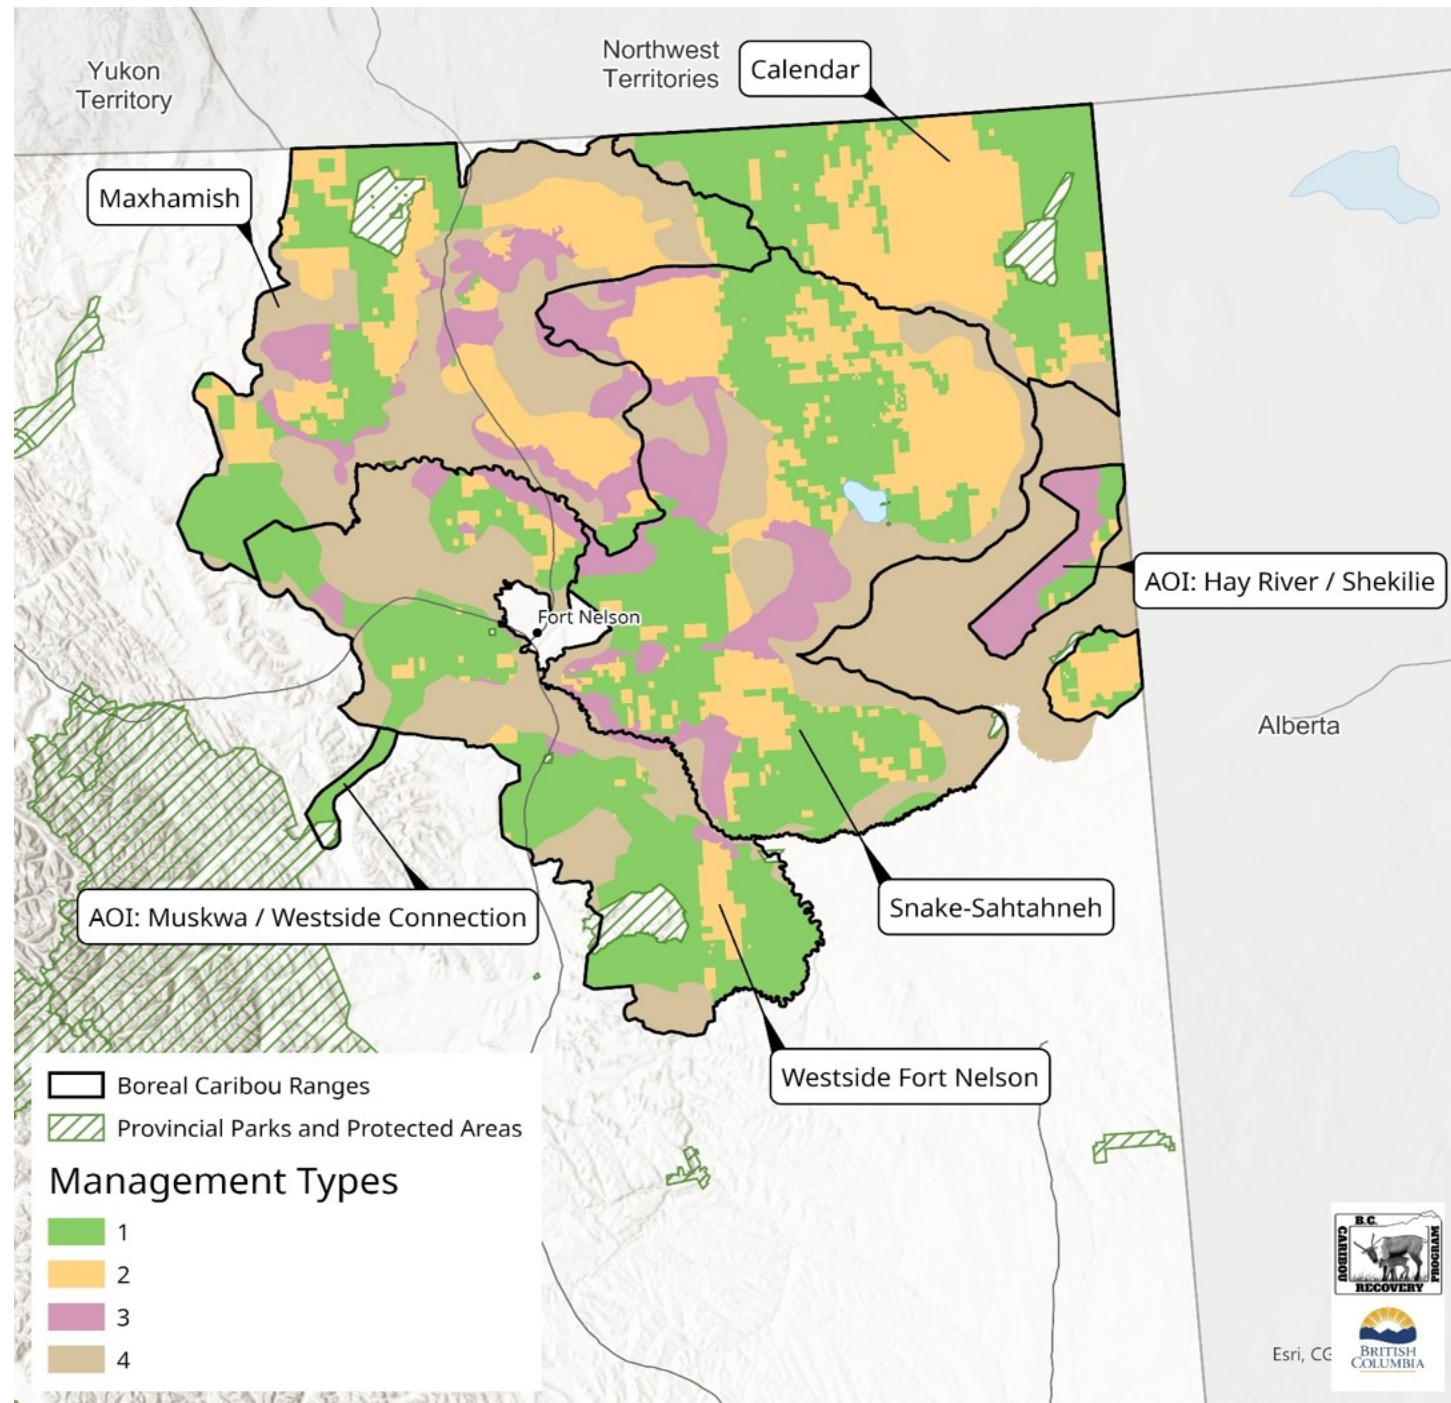 Yukon
Territory
Northwest
Territories
Calendar
Maxhamish
Fort Nelson
AOI: Hay River / Shekilie
Alberta
Snake-Sahtahneh
AOI: Muskwa / Westside Connection
Westside Fort Nelson
Boreal Caribou Ranges
Provincial Parks and Protected Areas
Management Types
1
2
3
4
B.C.
CARIBOU
PROGRAM
RECOVERY
Esri, CG
BRITISH
COLUMBIA